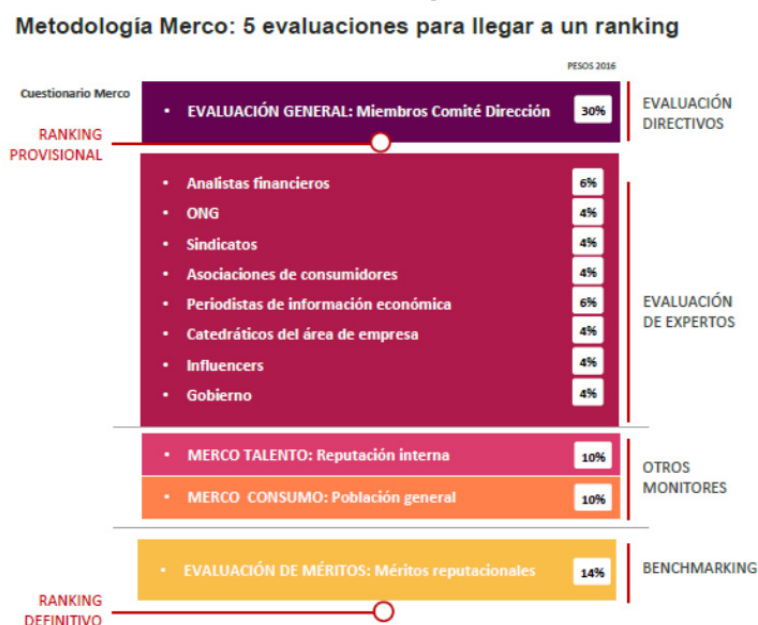 Metodología Merco: 5 evaluaciones para llegar a un ranking
PESOS 2016
Cuestionario Merco
• EVALUACIÓN GENERAL: Miembros Comité Dirección 30%
EVALUACIÓN
DIRECTIVOS
RANKING
PROVISIONAL
• Analistas financieros 6%
• ONG 4%
• Sindicatos 4%
• Asociaciones de consumidores 4%
• Periodistas de información económica 6%
• Catedráticos del área de empresa 4%
• Influencers 4%
• Gobierno 4%
EVALUACIÓN
DE EXPERTOS
• MERCO TALENTO: Reputación interna 10%
• MERCO CONSUMO: Población general 10%
OTROS
MONITORES
• EVALUACIÓN DE MÉRITOS: Méritos reputacionales 14%
BENCHMARKING
RANKING
DEFINITIVO